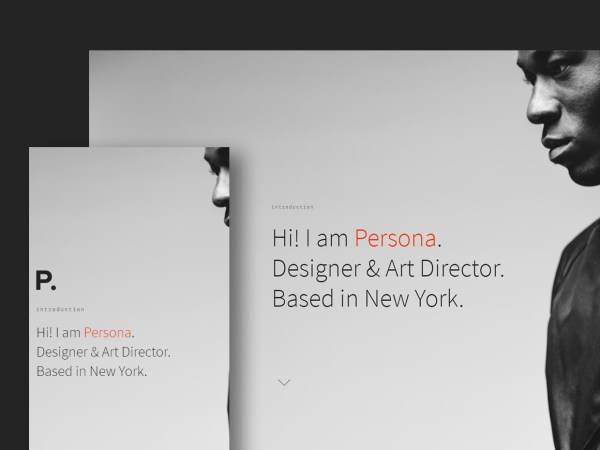 introduction
Hi! I am Persona.
Designer & Art Director.
Based in New York.
P.
introduction
Hi! I am Persona.
Designer & Art Director.
Based in New York.